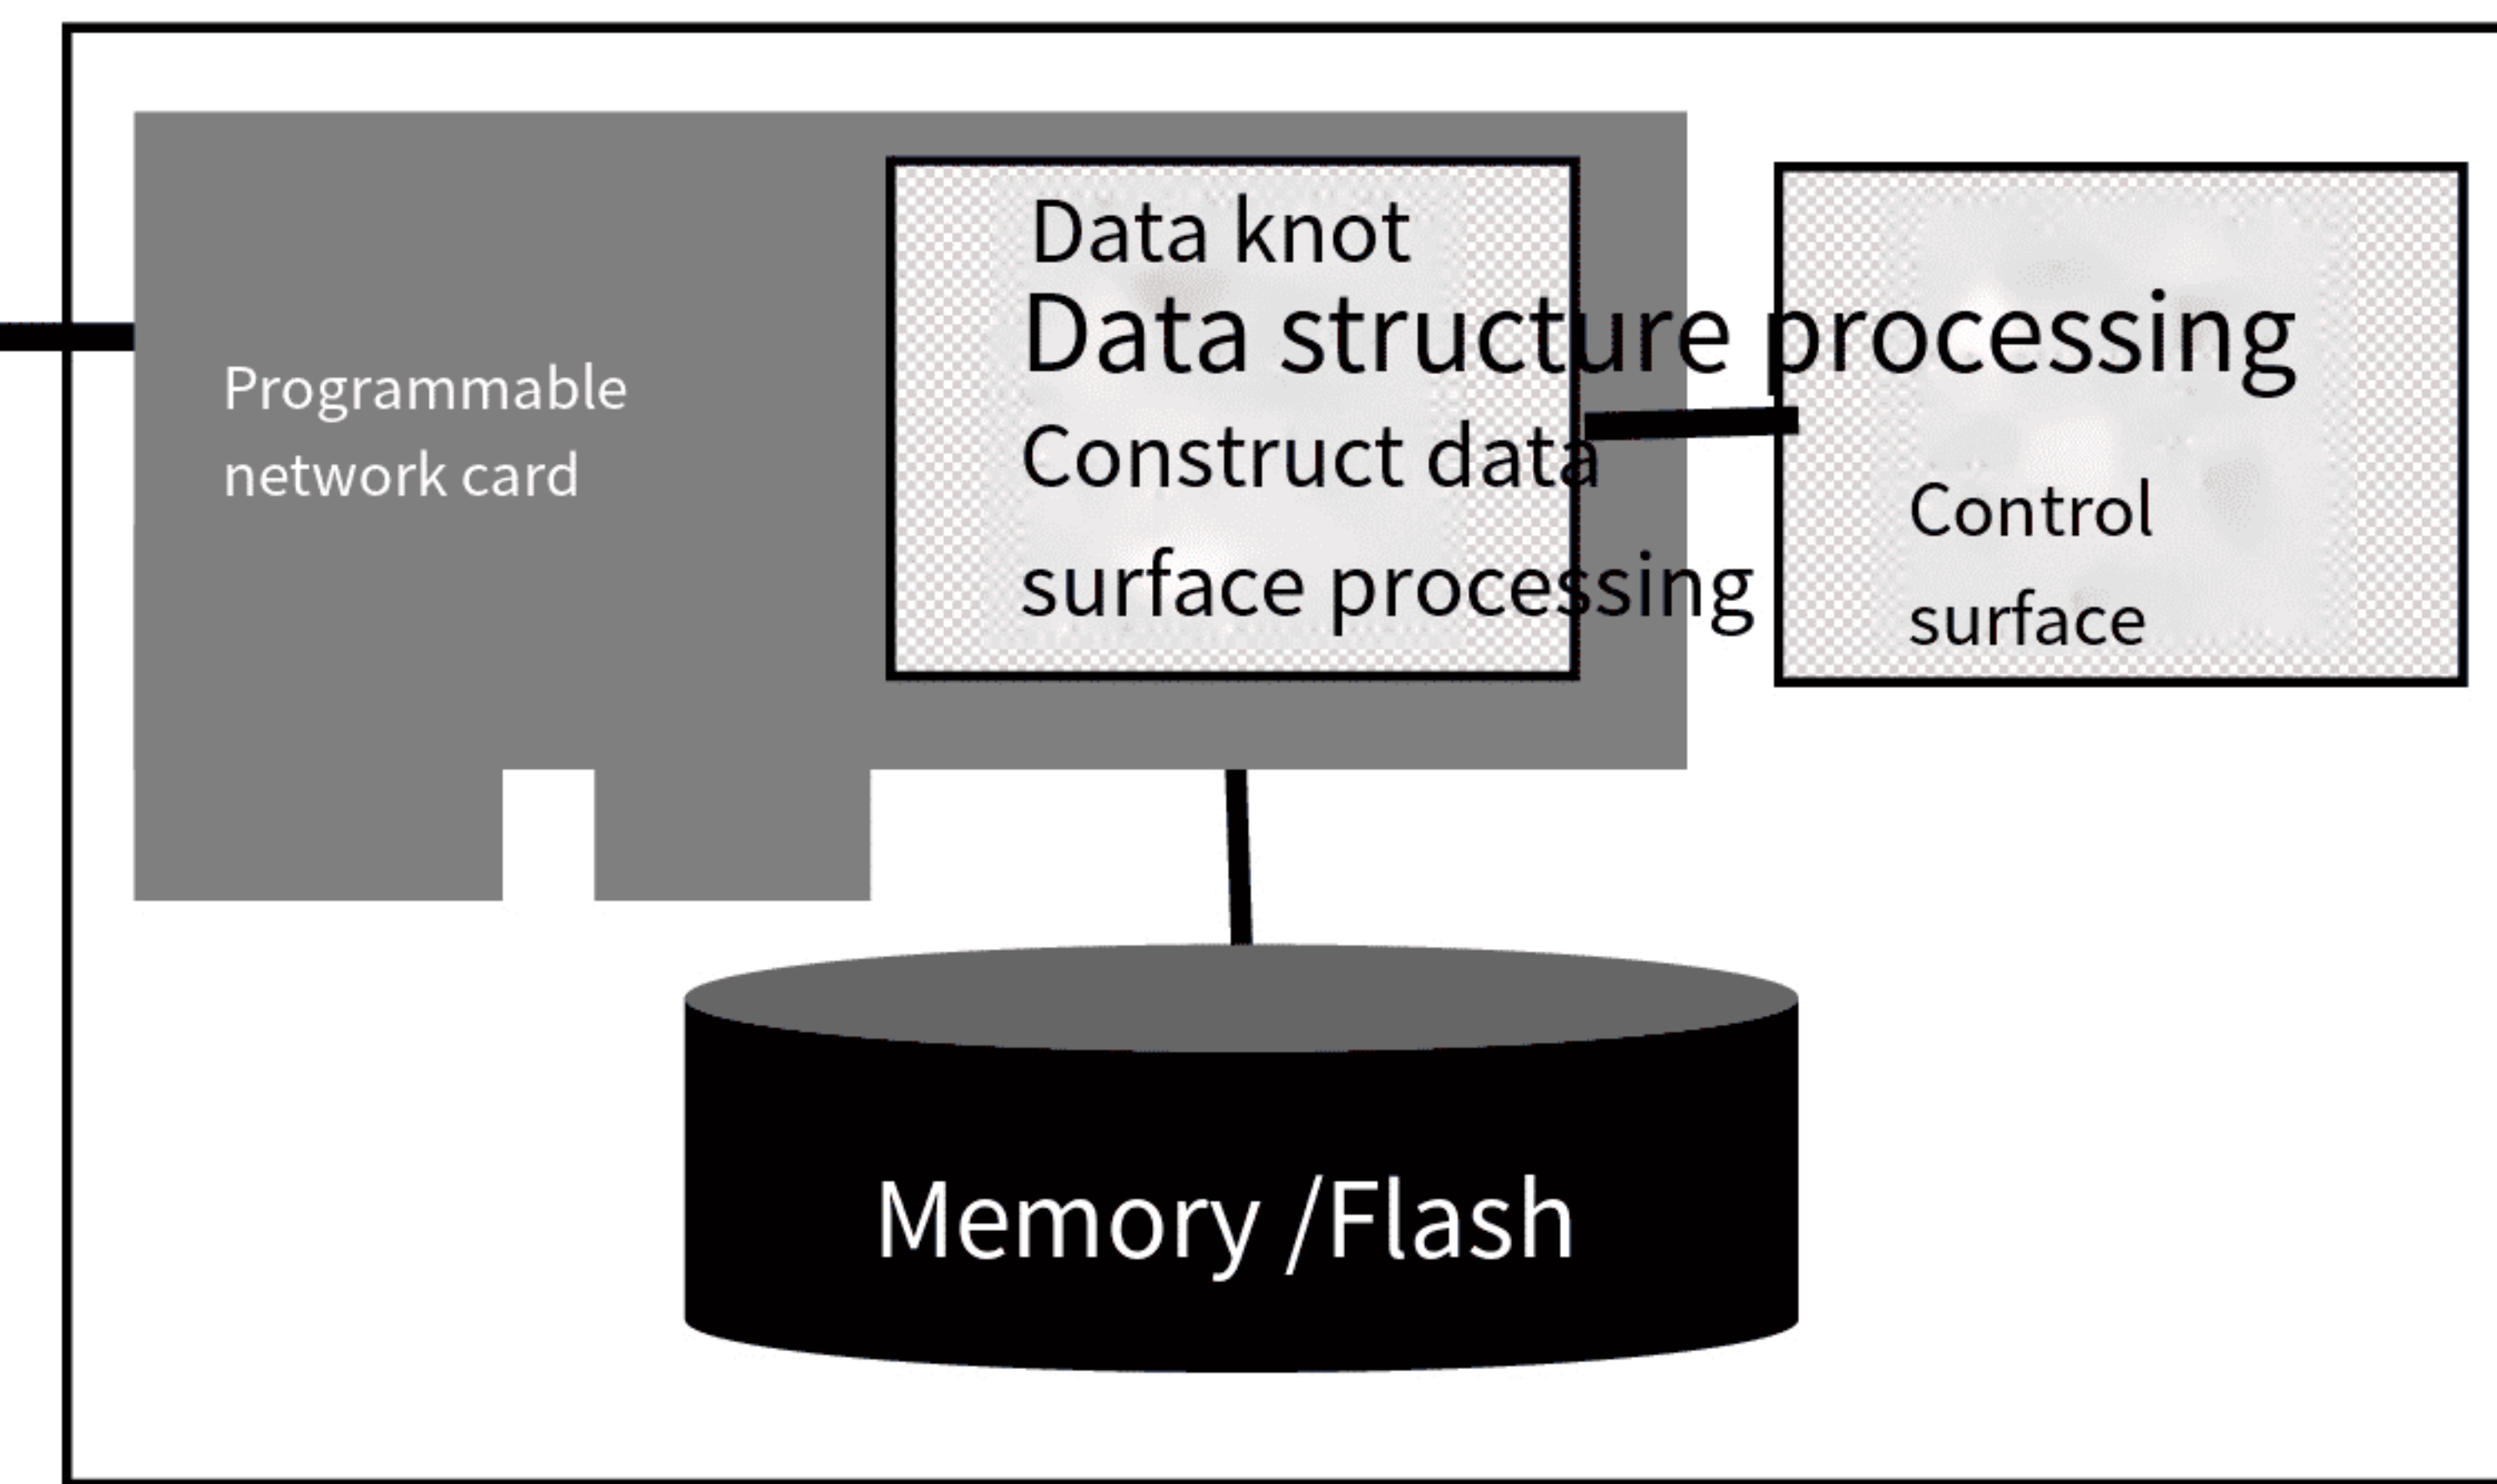 Programmable
network card
Data knot
Data structure processing
Construct data
surface processing
Control
surface
Memory /Flash